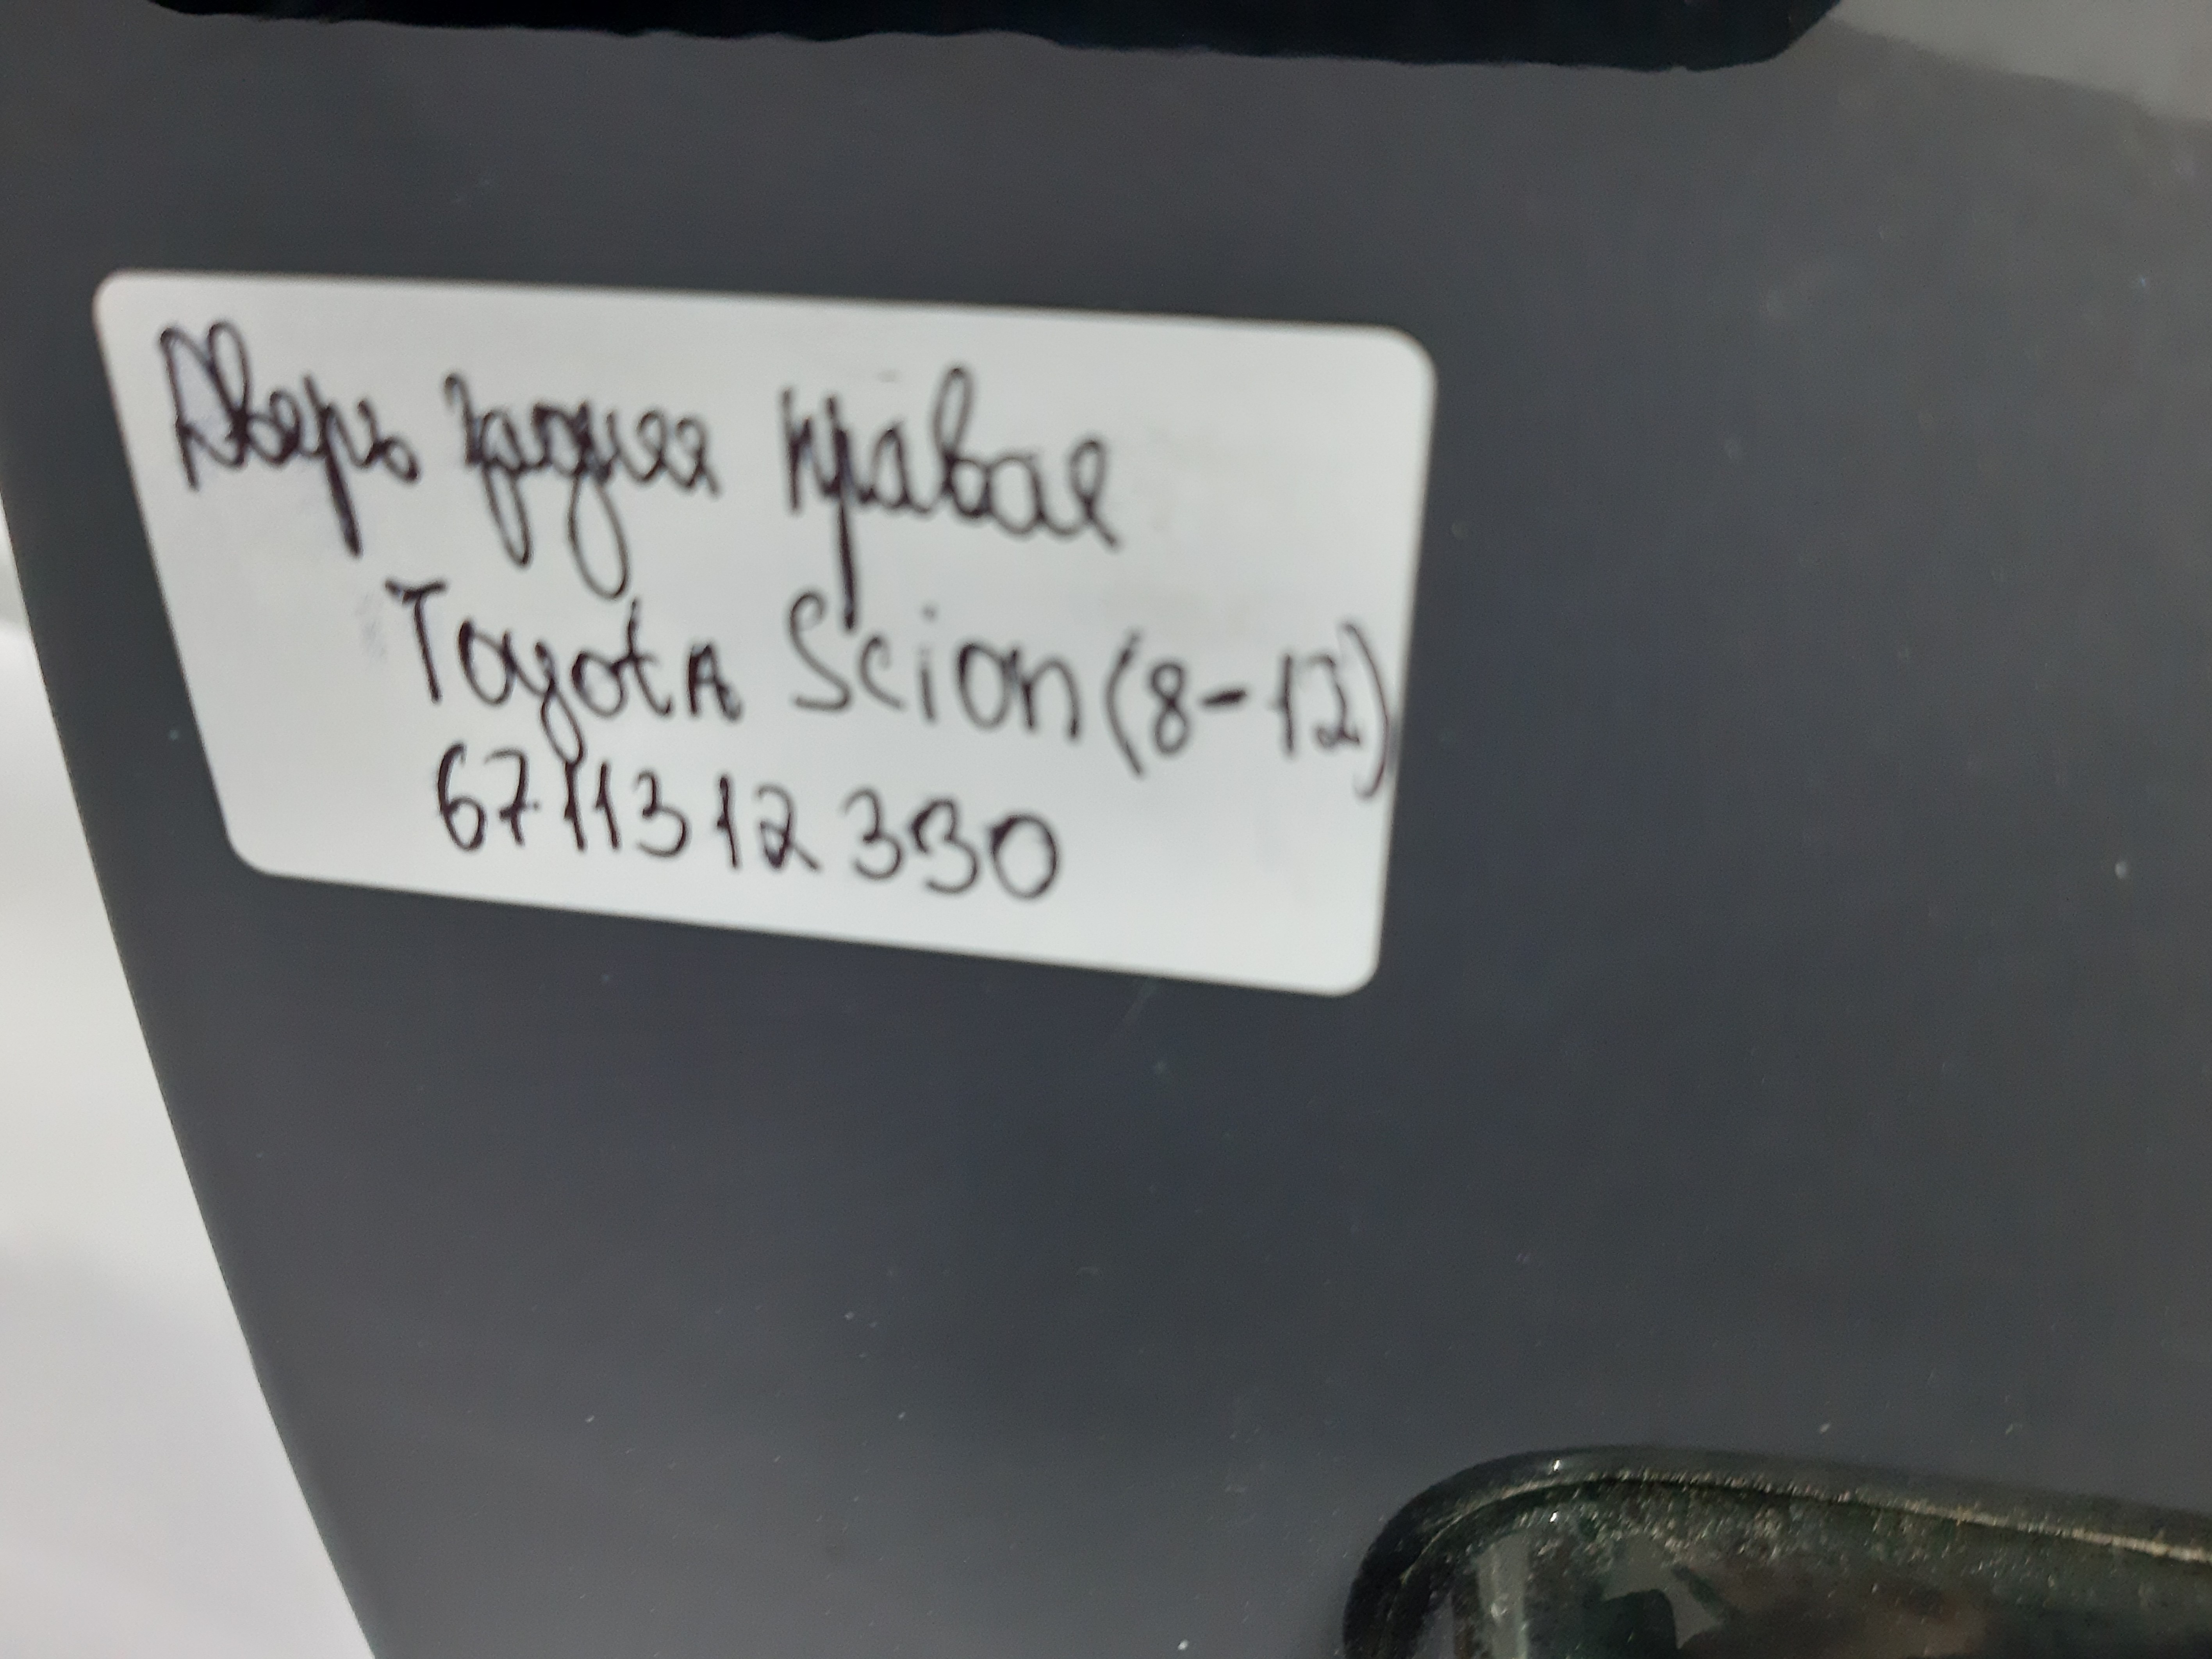 Дверь задняя правая
Toyota Scion (8-12)
6711312330